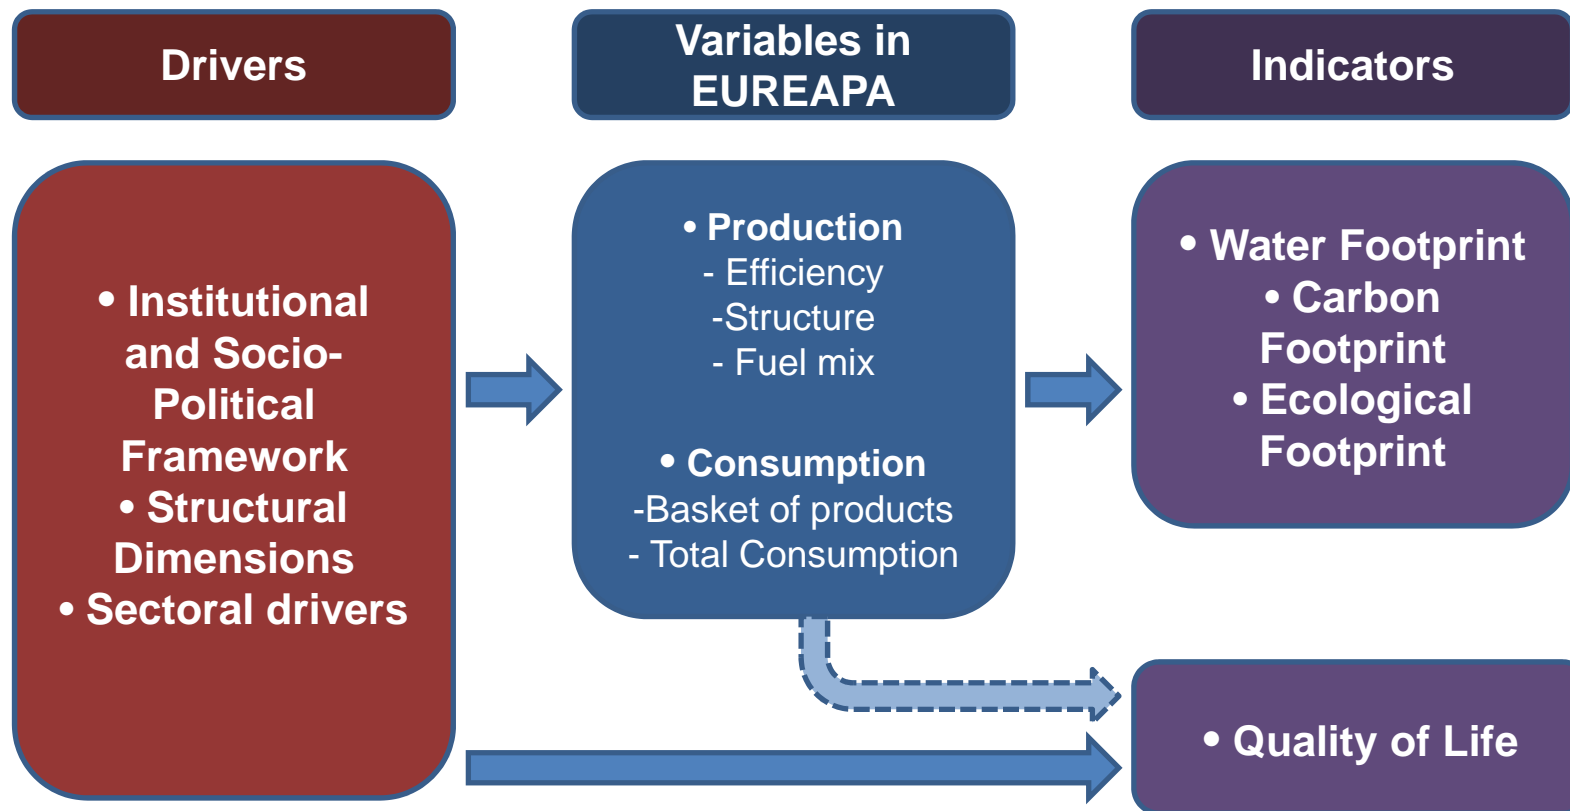 Drivers
Variables in
EUREAPA
Indicators
• Institutional
and Socio-
Political
Framework
• Structural
Dimensions
• Sectoral drivers
• Production
- Efficiency
-Structure
- Fuel mix
• Consumption
-Basket of products
- Total Consumption
• Water Footprint
• Carbon
Footprint
• Ecological
Footprint
• Quality of Life